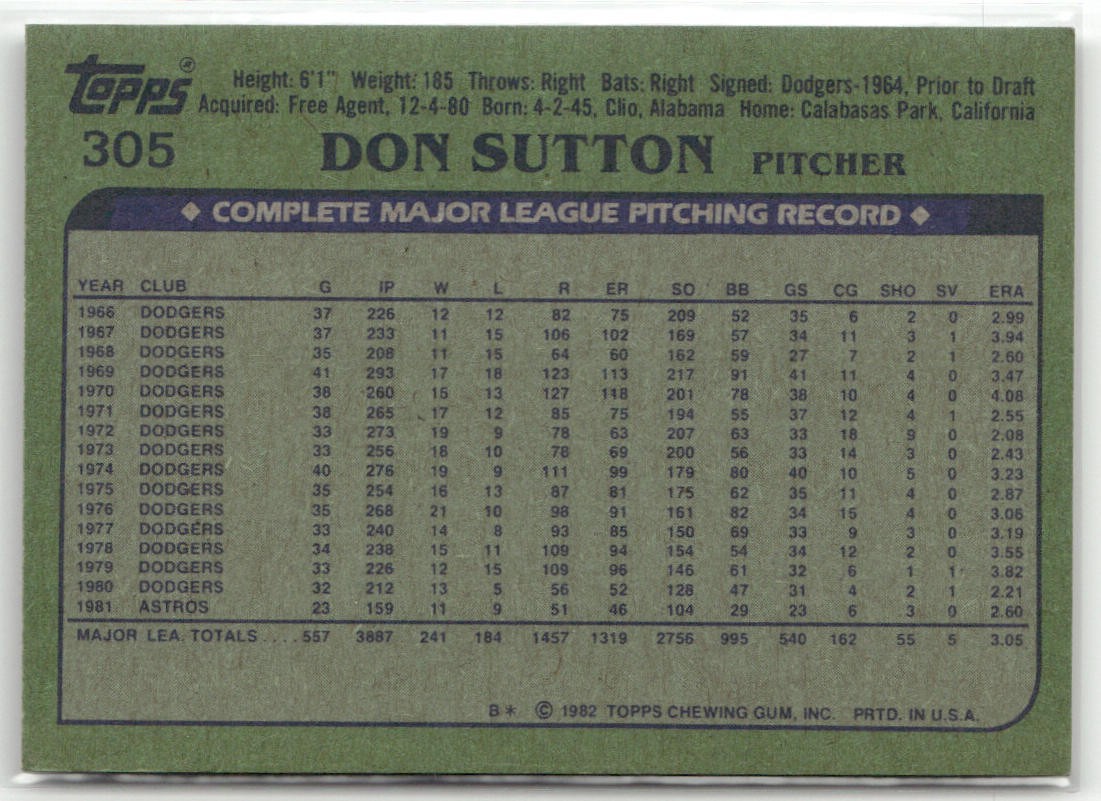 Topps® Height: 6'1" Weight: 185 Throws: Right Bats: Right Signed: Dodgers-1964, Prior to Draft
Acquired: Free Agent, 12-4-80 Born: 4-2-45, Clio, Alabama Home: Calabasas Park, California
305 DON SUTTON PITCHER
◆ COMPLETE MAJOR LEAGUE PITCHING RECORD ◆
YEAR CLUB G IP W L R ER SO BB GS CG SHO SV ERA
1966 DODGERS 37 226 12 12 82 75 209 52 35 6 2 0 2.99
1967 DODGERS 37 233 11 15 106 102 169 57 34 11 3 1 3.94
1968 DODGERS 35 208 11 15 64 60 162 59 27 7 2 1 2.60
1969 DODGERS 41 293 17 18 123 113 217 91 41 11 4 0 3.47
1970 DODGERS 38 260 15 13 127 118 201 78 38 10 4 0 4.08
1971 DODGERS 38 265 17 12 85 75 194 55 37 12 4 1 2.55
1972 DODGERS 33 273 19 9 78 63 207 63 33 18 9 0 2.08
1973 DODGERS 33 256 18 10 78 69 200 56 33 14 3 0 2.43
1974 DODGERS 40 276 19 9 111 99 179 80 40 10 5 0 3.23
1975 DODGERS 35 254 16 13 87 81 175 62 35 11 4 0 2.87
1976 DODGERS 35 268 21 10 98 91 161 82 34 15 4 0 3.06
1977 DODGERS 33 240 14 8 93 85 150 69 33 9 3 0 3.19
1978 DODGERS 34 238 15 11 109 94 154 54 34 12 2 0 3.55
1979 DODGERS 33 226 12 15 109 96 146 61 32 6 1 1 3.82
1980 DODGERS 32 212 13 5 56 52 128 47 31 4 2 1 2.21
1981 ASTROS 23 159 11 9 51 46 104 29 23 6 3 0 2.60
MAJOR LEA. TOTALS .... 557 3887 241 184 1457 1319 2756 995 540 162 55 5 3.05
B* © 1982 TOPPS CHEWING GUM, INC. PRTD. IN U.S.A.